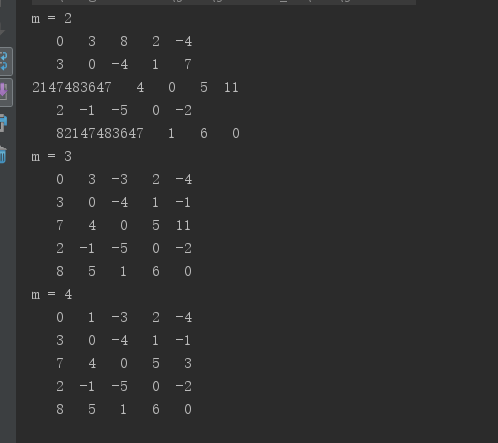 m = 2
0 3 8 2 -4
3 0 -4 1 7
2147483647 4 0 5 11
2 -1 -5 0 -2
82147483647 1 6 0
m = 3
0 3 -3 2 -4
3 0 -4 1 -1
7 4 0 5 11
2 -1 -5 0 -2
8 5 1 6 0
m = 4
0 1 -3 2 -4
3 0 -4 1 -1
7 4 0 5 3
2 -1 -5 0 -2
8 5 1 6 0